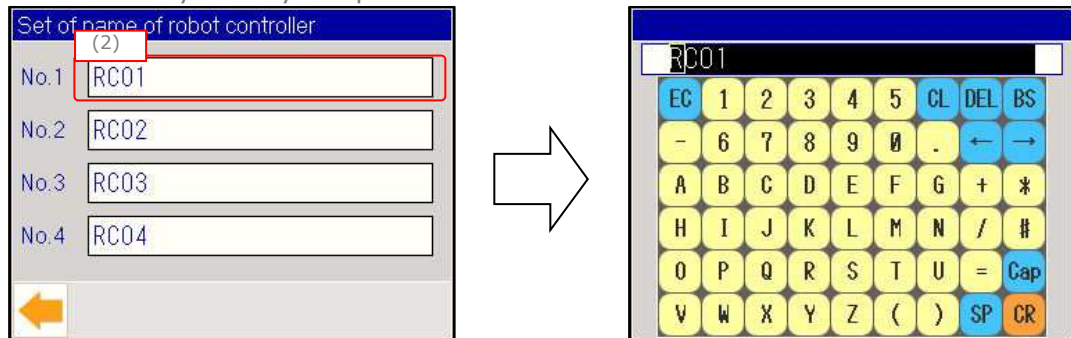 Set of name of robot controller
(2)
No.1 RC01
No.2 RC02
No.3 RC03
No.4 RC04
RC01
EC 1 2 3 4 5 CL DEL BS
- 6 7 8 9 0 . ← →
A B C D E F G + *
H I J K L M N / #
O P Q R S T U = Cap
V W X Y Z ( ) SP CR